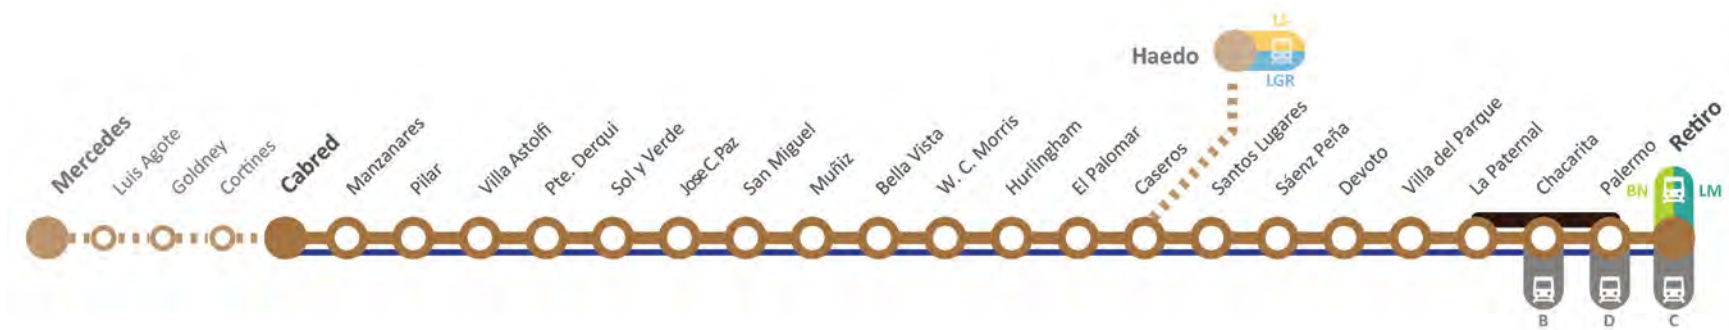 Mercedes
Luis Agote
Goldney
Cortines
Cabred
Manzanares
Pilar
Villa Astolfi
Pte. Derqui
Sol y Verde
Jose C.Paz
San Miguel
Muñiz
Bella Vista
W. C. Morris
Hurlingham
El Palomar
Caseros
Haedo
LGR
Santos Lugares
Sáenz Peña
Devoto
Villa del Parque
La Paternal
Chacarita
Palermo
Retiro
BN
LM
B
D
C